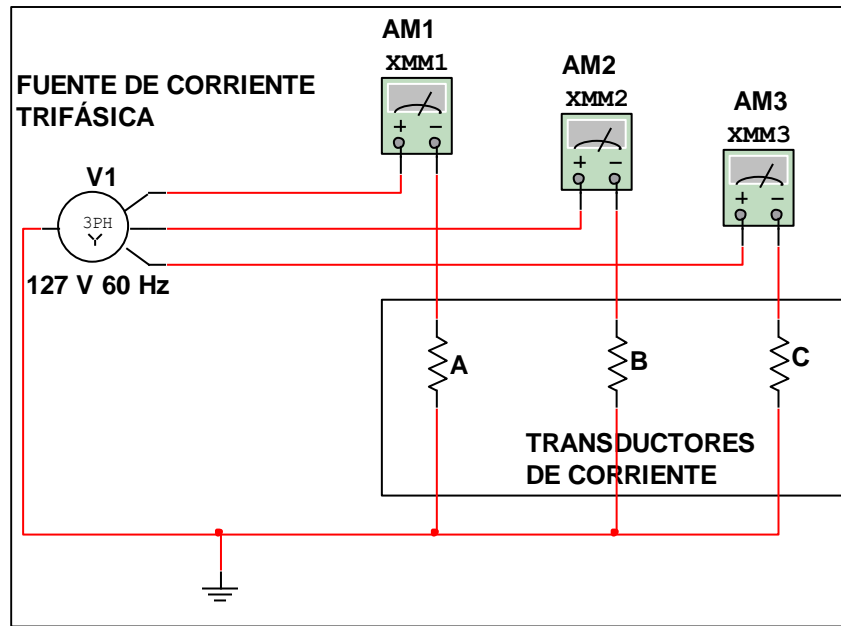 AM1
XMM1
AM2
XMM2
AM3
XMM3
FUENTE DE CORRIENTE
TRIFÁSICA
V1
3PH
127 V 60 Hz
+ −
+ −
+ −
A
B
C
TRANSDUCTORES
DE CORRIENTE